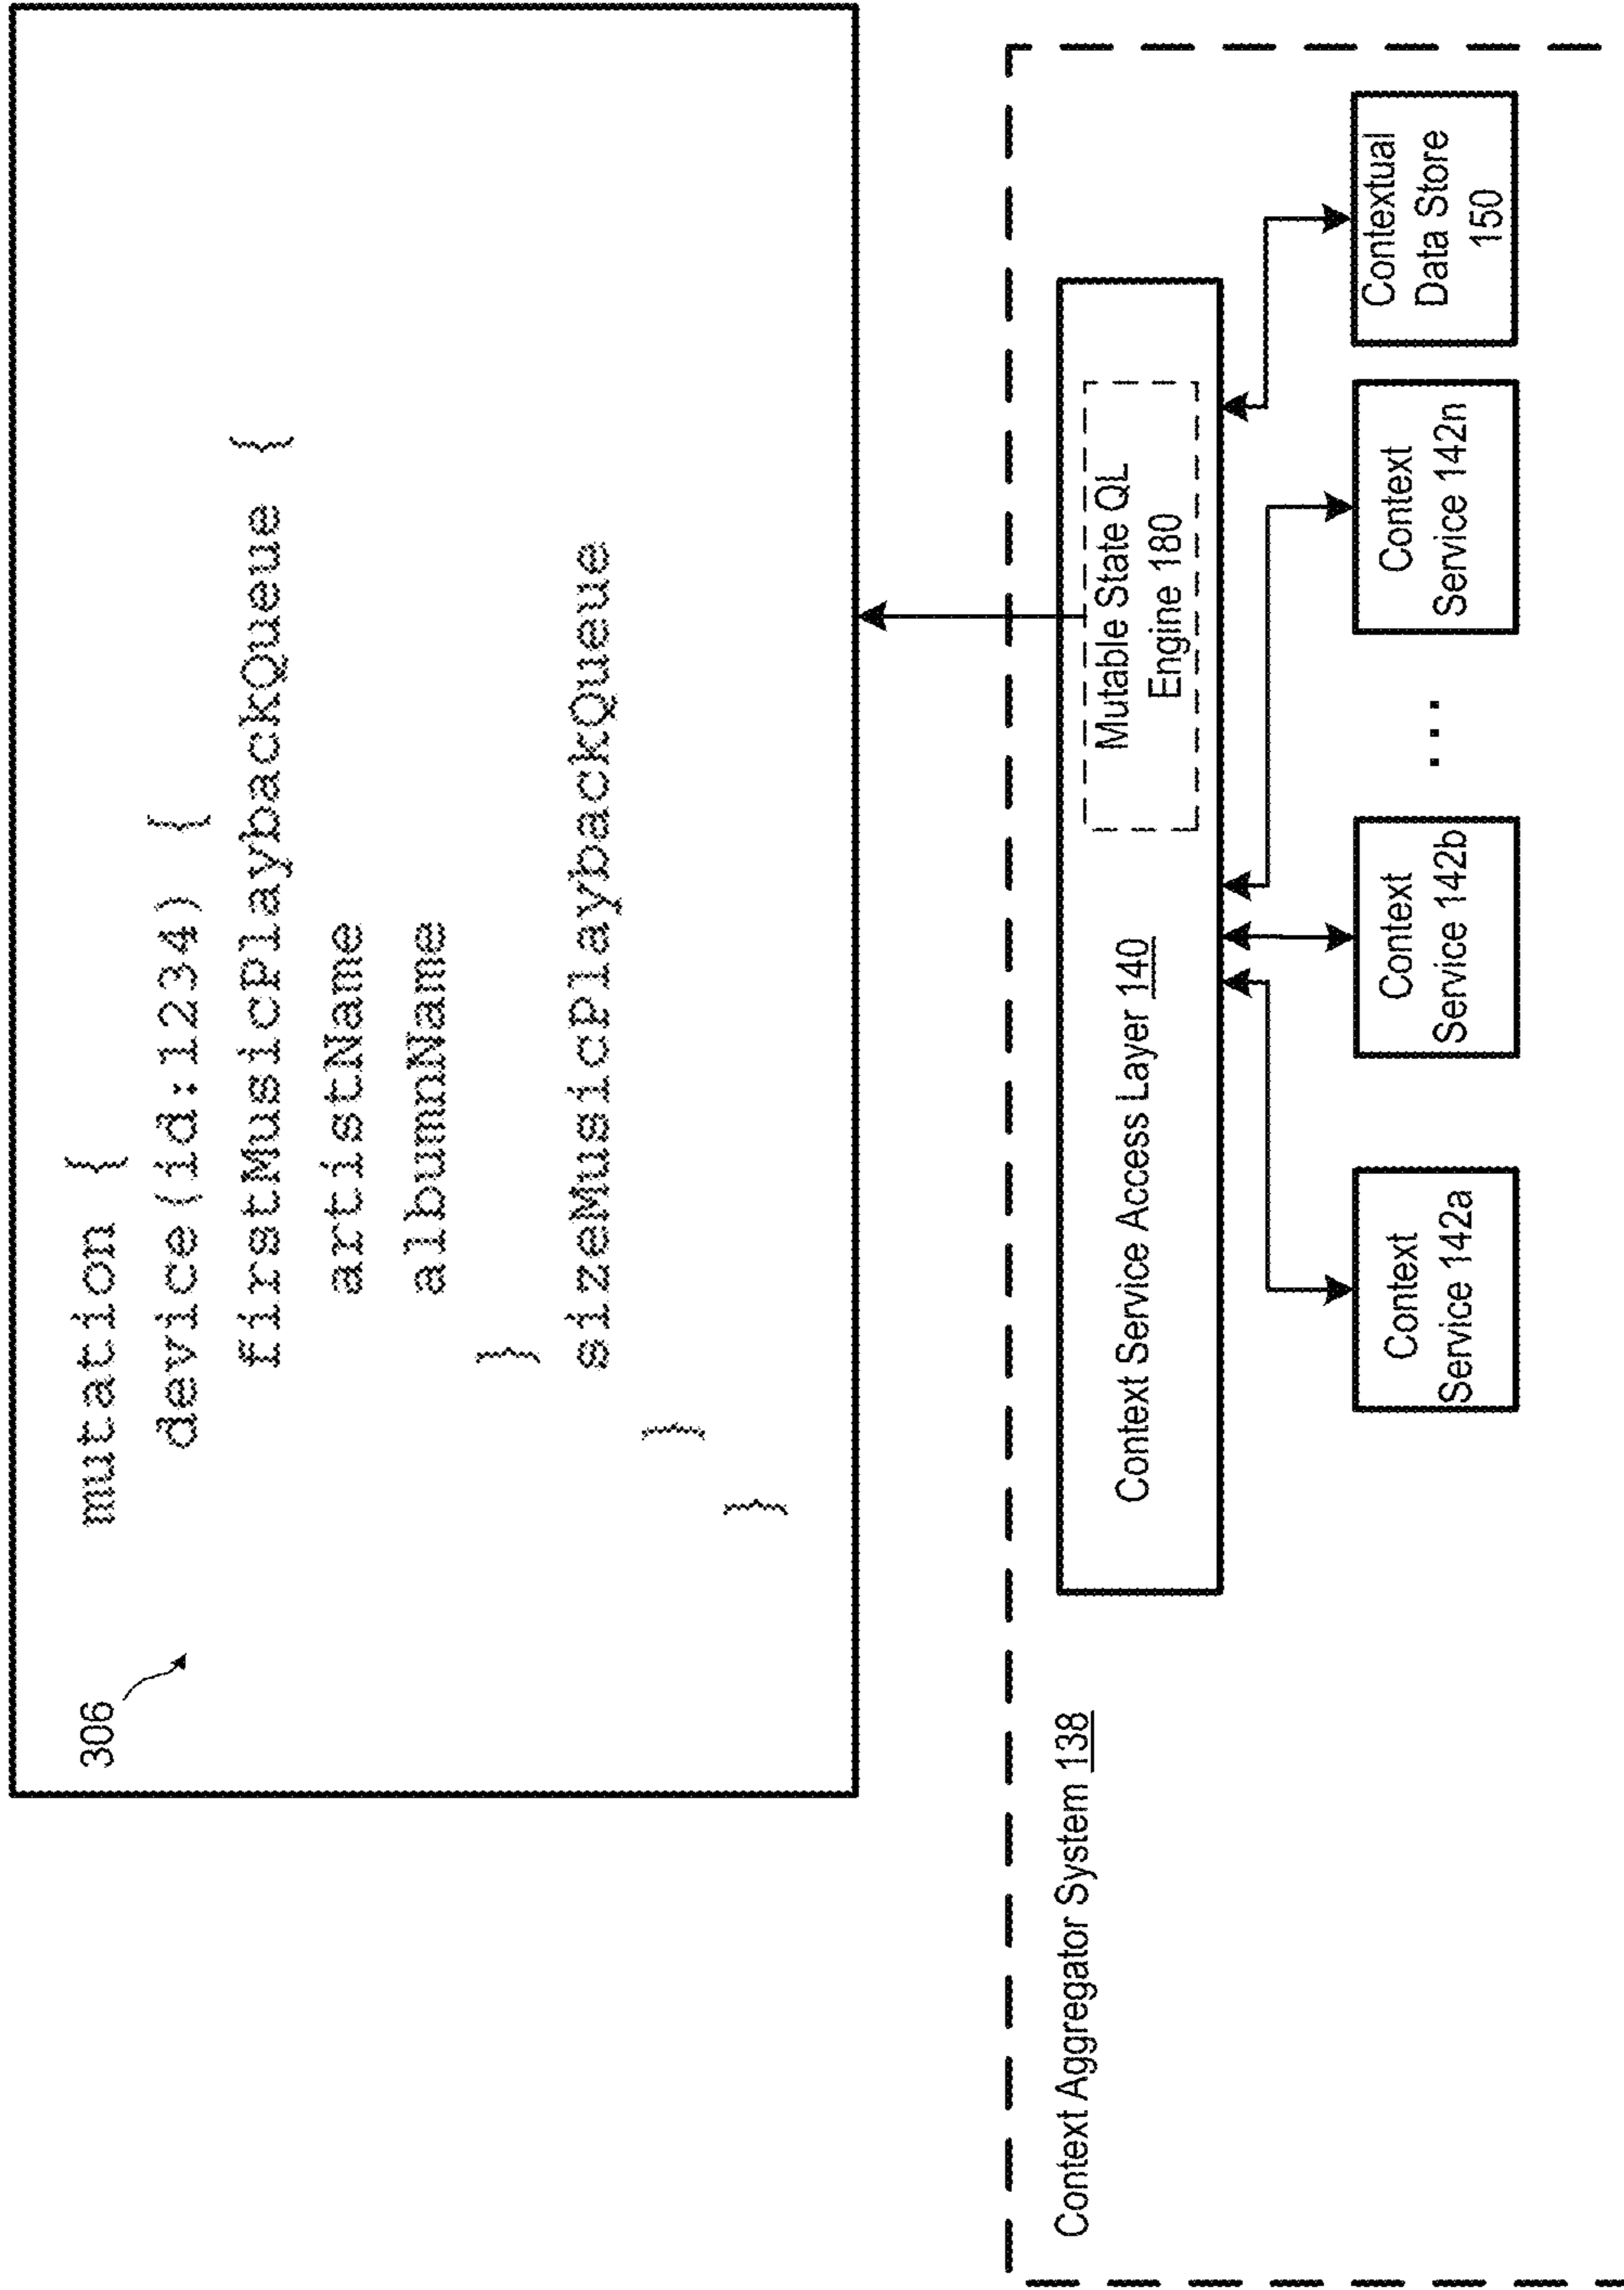 306
mutation {
device(id:1234) {
firstMusicPlaybackQueue {
artistName
albumnName
}
sizeMusicPlaybackQueue
}
}
Context Aggregator System 138
Context Service Access Layer 140
Mutable State QL
Engine 180
Context
Service 142a
Context
Service 142b
. . .
Context
Service 142n
Contextual
Data Store
150